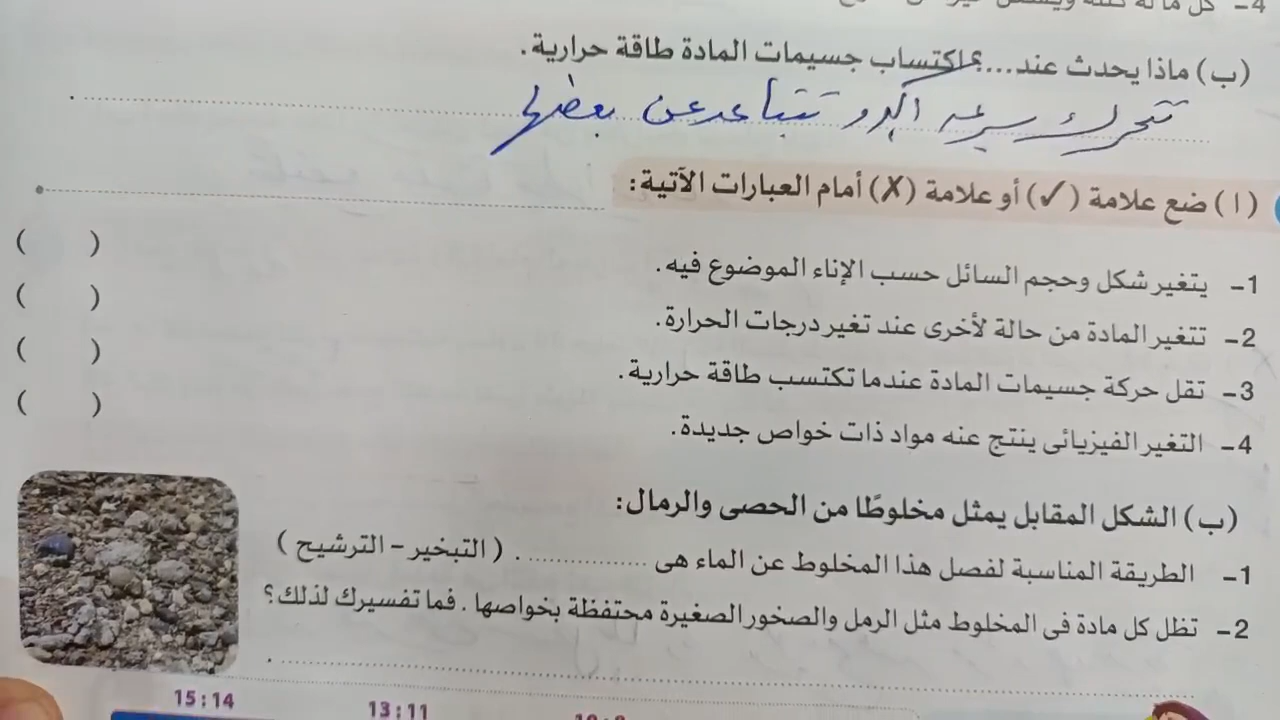 (ب) ماذا يحدث عند...؟ اكتساب جسيمات المادة طاقة حرارية.
تتحرك بسرعة أكبر و تتباعد عن بعضها
(١) ضع علامة (✓) أو علامة (✗) أمام العبارات الآتية:
1- يتغير شكل وحجم السائل حسب الإناء الموضوع فيه. ( )
2- تتغير المادة من حالة لأخرى عند تغير درجات الحرارة. ( )
3- تقل حركة جسيمات المادة عندما تكتسب طاقة حرارية. ( )
4- التغير الفيزيائى ينتج عنه مواد ذات خواص جديدة. ( )
(ب) الشكل المقابل يمثل مخلوطًا من الحصى والرمال:
1- الطريقة المناسبة لفصل هذا المخلوط عن الماء هى .............. . (التبخير - الترشيح)
2- تظل كل مادة فى المخلوط مثل الرمل والصخور الصغيرة محتفظة بخواصها. فما تفسيرك لذلك؟
15:14 13:11